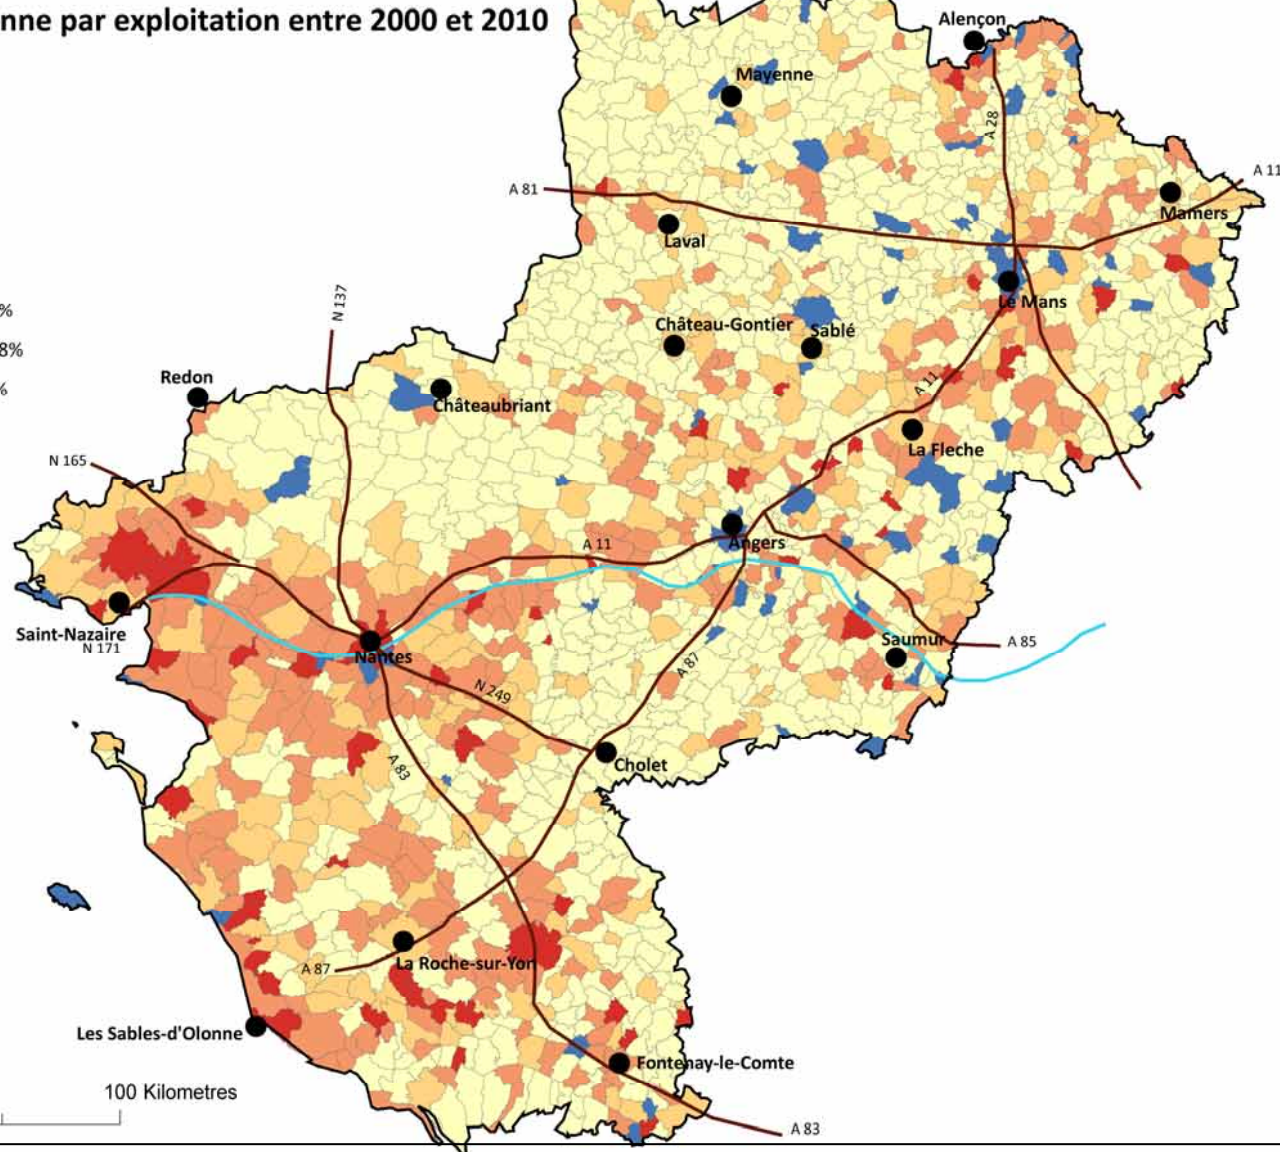 nne par exploitation entre 2000 et 2010
Alençon
Mayenne
A 28
A 11
A 81
Mamers
Laval
N 137
Le Mans
%
Château-Gontier
Sablé
8%
Redon
%
A 11
Châteaubriant
La Fleche
N 165
Angers
A 11
Saint-Nazaire
N 171
Saumur
A 85
Nantes
A 87
N 249
A 83
Cholet
La Roche-sur-Yon
A 87
Les Sables-d'Olonne
Fontenay-le-Comte
100 Kilometres
A 83